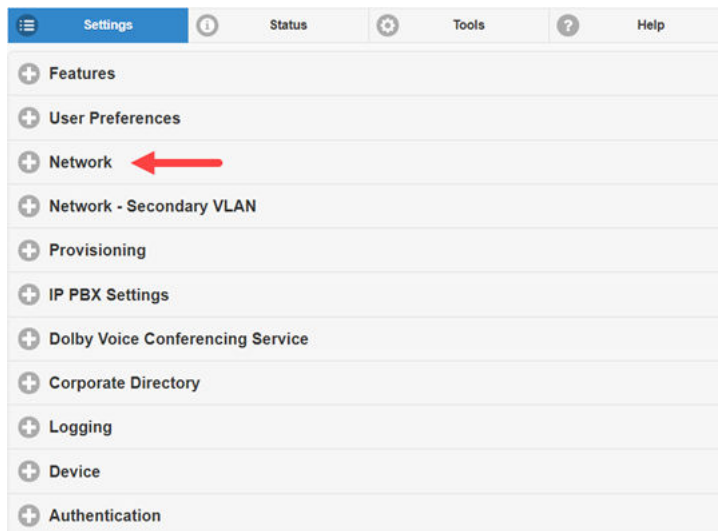 Settings Status Tools Help
Features
User Preferences
Network
Network - Secondary VLAN
Provisioning
IP PBX Settings
Dolby Voice Conferencing Service
Corporate Directory
Logging
Device
Authentication